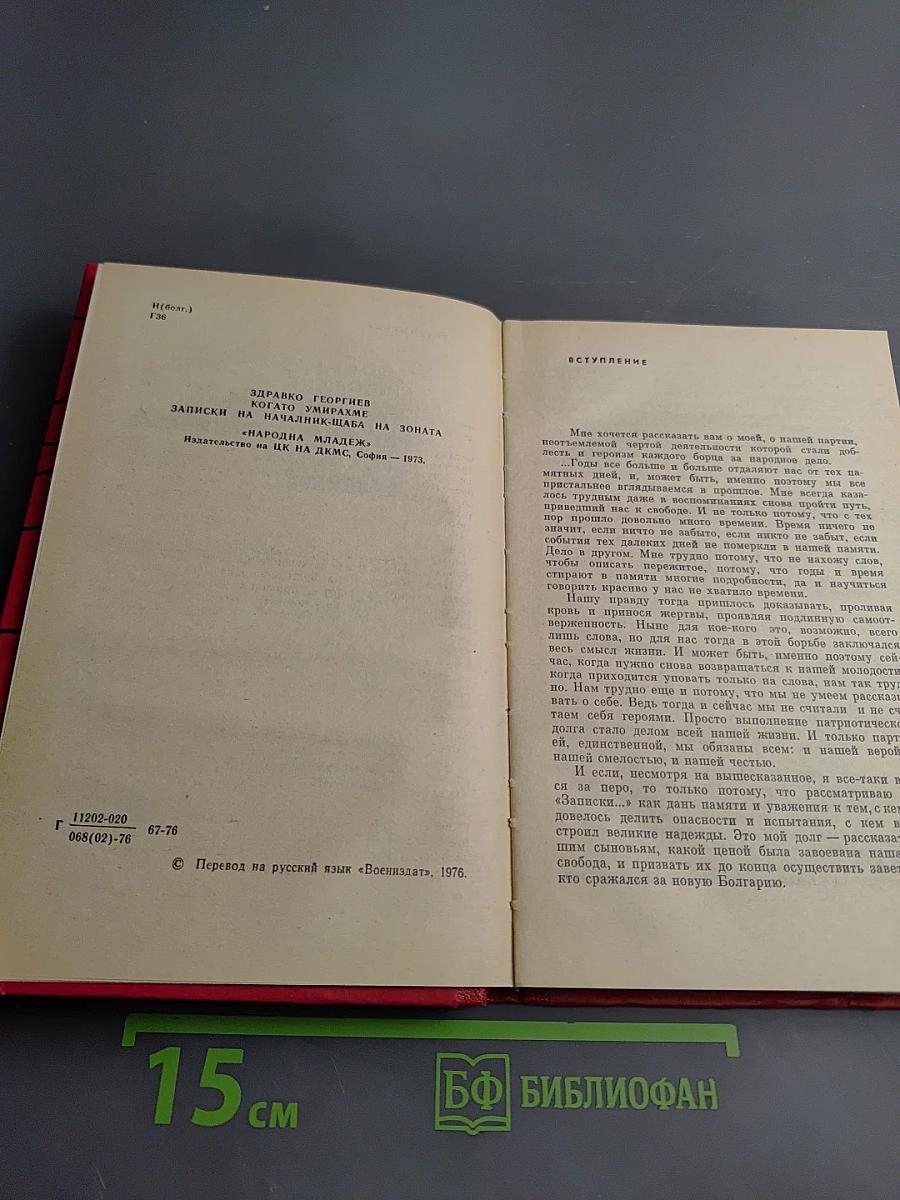 И(болг.)
Г36
ЗДРАВКО ГЕОРГИЕВ
КОГАТО УМИРАХМЕ
ЗАПИСКИ НА НАЧАЛНИК-ЩАБА НА ЗОНАТА
«НАРОДНА МЛАДЕЖ»
Издательство на ЦК НА ДКМС, София — 1973.
Г 11202-020
068(02)-76
67-76
© Перевод на русский язык «Воениздат», 1976.
ВСТУПЛЕНИЕ
Мне хочется рассказать вам о моей, о нашей партии,
неотъемлемой чертой деятельности которой стали доб-
лесть и героизм каждого борца за народное дело.
...Годы все больше и больше отдаляют нас от тех па-
мятных дней, и, может быть, именно поэтому мы все
пристальнее вглядываемся в прошлое. Мне всегда каза-
лось трудным даже в воспоминаниях снова пройти путь,
приведший нас к свободе. И не только потому, что с тех
пор прошло довольно много времени. Время ничего не
значит, если ничто не забыто, если никто не забыт, если
события тех далеких дней не померкли в нашей памяти.
Дело в другом. Мне трудно потому, что не нахожу слов,
чтобы описать пережитое, потому, что годы и время
стирают в памяти многие подробности, да и научиться
говорить красиво у нас не хватило времени.
Нашу правду тогда пришлось доказывать, проливая
кровь и принося жертвы, проявляя подлинную самоот-
верженность. Ныне для кое-кого это, возможно, всего
лишь слова, но для нас тогда в этой борьбе заключался
весь смысл жизни. И может быть, именно поэтому сей-
час, когда нужно снова возвращаться к нашей молодости
когда приходится уповать только на слова, нам так труд
но. Нам трудно еще и потому, что мы не умеем рассказы
вать о себе. Ведь тогда и сейчас мы не считали и не сч
таем себя героями. Просто выполнение патриотическо
долга стало делом всей нашей жизни. И только парт
ей, единственной, мы обязаны всем: и нашей верой
нашей смелостью, и нашей честью.
И если, несмотря на вышесказанное, я все-таки в
ся за перо, то только потому, что рассматриваю
«Записки...» как дань памяти и уважения к тем, с кем
довелось делить опасности и испытания, с кем в
строил великие надежды. Это мой долг — рассказат
шим сыновьям, какой ценой была завоевана наша
свобода, и призвать их до конца осуществить завет
кто сражался за новую Болгарию.
15 см
БФ БИБЛИОФАН